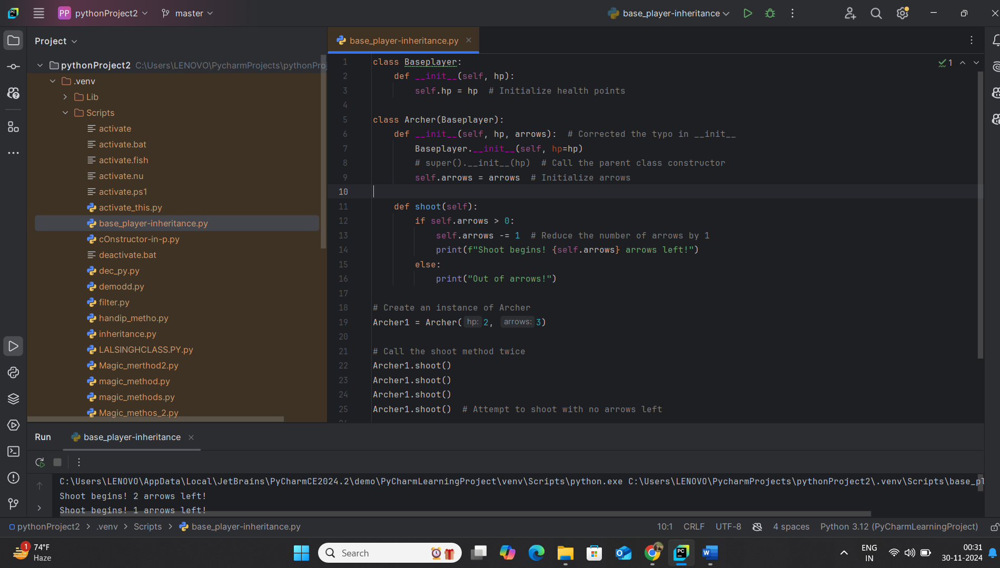 PP pythonProject2 master base_player-inheritance
Project
base_player-inheritance.py
pythonProject2 C:\Users\LENOVO\PycharmProjects\pythonProj
.venv
Lib
Scripts
activate
activate.bat
activate.fish
activate.nu
activate.ps1
activate_this.py
base_player-inheritance.py
cOnstructor-in-p.py
deactivate.bat
dec_py.py
demodd.py
filter.py
handip_metho.py
inheritance.py
LALSINGHCLASS.PY.py
Magic_merthod2.py
magic_method.py
magic_methods.py
Magic_methos_2.py
1 class Baseplayer:
2 def __init__(self, hp):
3 self.hp = hp # Initialize health points
4
5 class Archer(Baseplayer):
6 def __init__(self, hp, arrows): # Corrected the typo in __init__
7 Baseplayer.__init__(self, hp=hp)
8 # super().__init__(hp) # Call the parent class constructor
9 self.arrows = arrows # Initialize arrows
10
11 def shoot(self):
12 if self.arrows > 0:
13 self.arrows -= 1 # Reduce the number of arrows by 1
14 print(f"Shoot begins! {self.arrows} arrows left!")
15 else:
16 print("Out of arrows!")
17
18 # Create an instance of Archer
19 Archer1 = Archer( hp: 2, arrows: 3)
20
21 # Call the shoot method twice
22 Archer1.shoot()
23 Archer1.shoot()
24 Archer1.shoot()
25 Archer1.shoot() # Attempt to shoot with no arrows left
1
Run base_player-inheritance
C:\Users\LENOVO\AppData\Local\JetBrains\PyCharmCE2024.2\demo\PyCharmLearningProject\venv\Scripts\python.exe C:\Users\LENOVO\PycharmProjects\pythonProject2\.venv\Scripts\base_pl
Shoot begins! 2 arrows left!
Shoot begins! 1 arrows left!
pythonProject2 > .venv > Scripts > base_player-inheritance.py 10:1 CRLF UTF-8 4 spaces Python 3.12 (PyCharmLearningProject)
1
74°F
Haze
Search
ENG
IN
00:31
30-11-2024